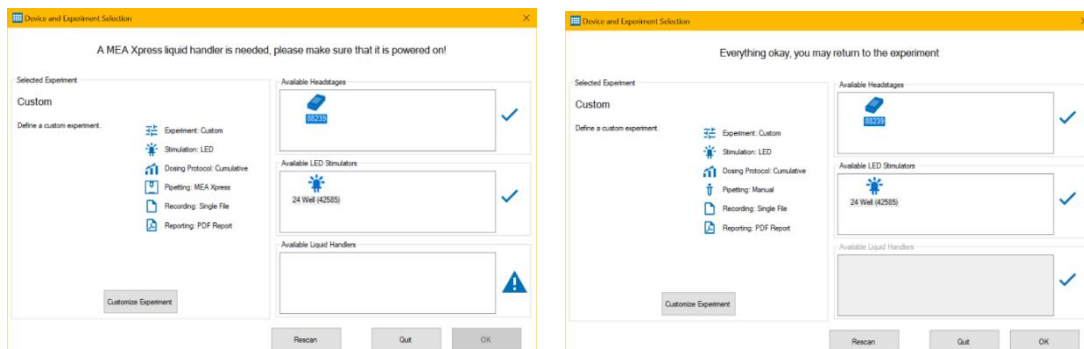 Device and Experiment Selection
A MEA Xpress liquid handler is needed, please make sure that it is powered on!
Selected Experiment
Custom
Define a custom experiment.
Experiment: Custom
Stimulation: LED
Dosing Protocol: Cumulative
Pipetting: MEA Xpress
Recording: Single File
Reporting: PDF Report
Customize Experiment
Available Headstages
88239
Available LED Stimulators
24 Well (42585)
Available Liquid Handlers
Rescan
Quit
OK
Device and Experiment Selection
Everything okay, you may return to the experiment
Selected Experiment
Custom
Define a custom experiment
Experiment: Custom
Stimulation: LED
Dosing Protocol: Cumulative
Pipetting: Manual
Recording: Single File
Reporting: PDF Report
Customize Experiment
Available Headstages
88239
Available LED Stimulators
24 Well (42585)
Available Liquid Handlers
Rescan
Quit
OK